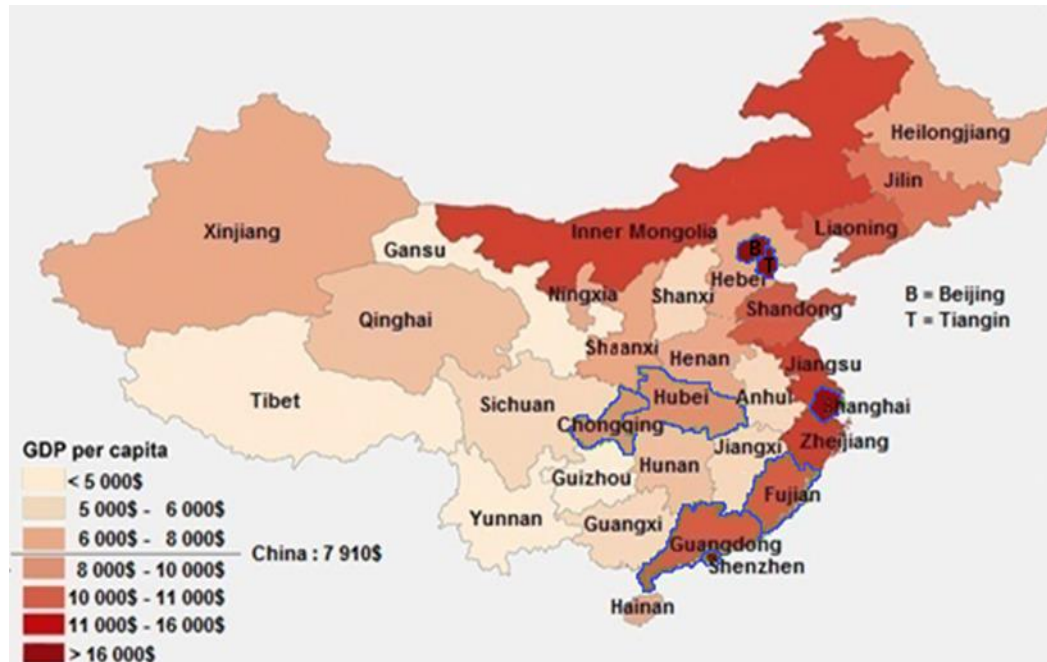 Heilongjiang
Jilin
Xinjiang
Inner Mongolia
Liaoning
Gansu
B
T
Hebei
Ningxia
Shanxi
Qinghai
Shandong
B = Beijing
T = Tiangin
Shaanxi
Henan
Jiangsu
Tibet
Sichuan
Hubei
Anhui
Shanghai
Chongqing
Zheijiang
GDP per capita
Jiangxi
Hunan
Guizhou
< 5 000$
Fujian
5 000$ - 6 000$
Yunnan
Guangxi
6 000$ - 8 000$
Guangdong
China : 7 910$
Shenzhen
8 000$ - 10 000$
10 000$ - 11 000$
Hainan
11 000$ - 16 000$
> 16 000$